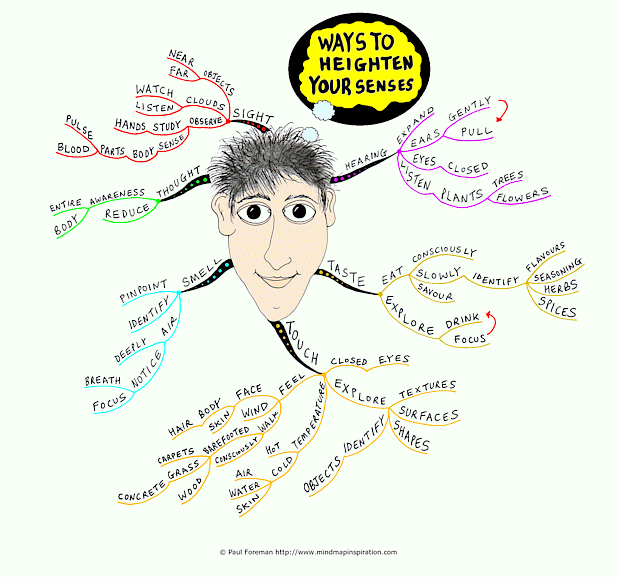 WAYS TO
HEIGHTEN
YOUR SENSES
SIGHT
OBJECTS
NEAR
FAR
CLOUDS
WATCH
LISTEN
OBSERVE
STUDY
HANDS
SENSE
BODY
PARTS
PULSE
BLOOD
THOUGHT
REDUCE
AWARENESS
ENTIRE
BODY
SMELL
PINPOINT
IDENTIFY
AIR
DEEPLY
NOTICE
BREATH
FOCUS
HEARING
EXPAND
EARS
GENTLY
PULL
EYES CLOSED
LISTEN PLANTS
TREES
FLOWERS
TASTE
EAT
CONSCIOUSLY
SLOWLY
SAVOUR
IDENTIFY
FLAVOURS
SEASONING
HERBS
SPICES
EXPLORE
DRINK
FOCUS
TOUCH
CLOSED EYES
EXPLORE
TEXTURES
SURFACES
SHAPES
IDENTIFY
OBJECTS
FEEL
WIND
FACE
SKIN
BODY
HAIR
WALK
BAREFOOTED
CONSCIOUSLY
CARPETS
GRASS
CONCRETE
WOOD
TEMPERATURE
HOT
COLD
AIR
WATER
SKIN
© Paul Foreman http://www.mindmapinspiration.com